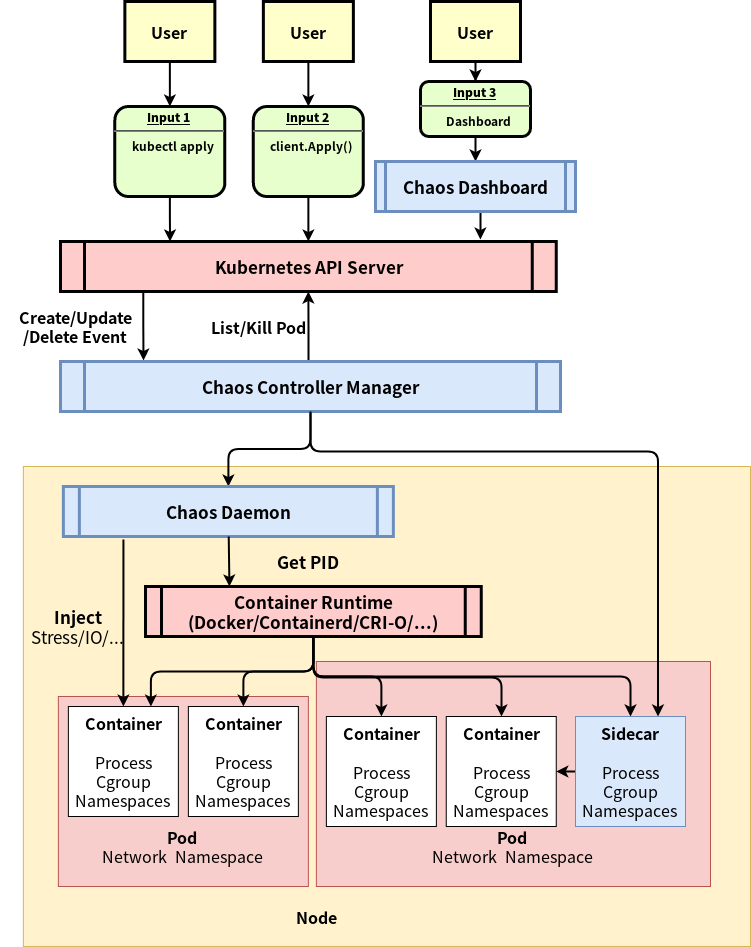 User
User
User
Input 1
kubectl apply
Input 2
client.Apply()
Input 3
Dashboard
Chaos Dashboard
Kubernetes API Server
Create/Update
/Delete Event
List/Kill Pod
Chaos Controller Manager
Chaos Daemon
Get PID
Container Runtime
(Docker/Containerd/CRI-O/...)
Inject
Stress/IO/...
Container
Process
Cgroup
Namespaces
Container
Process
Cgroup
Namespaces
Pod
Network Namespace
Container
Process
Cgroup
Namespaces
Container
Process
Cgroup
Namespaces
Sidecar
Process
Cgroup
Namespaces
Pod
Network Namespace
Node